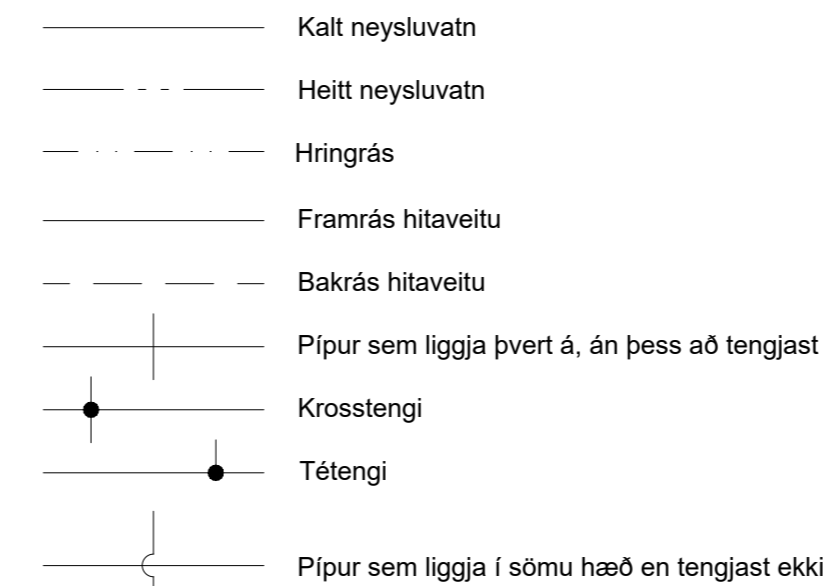 Kalt neysluvatn
Heitt neysluvatn
Hringrás
Framrás hitaveitu
Bakrás hitaveitu
Pípur sem liggja þvert á, án þess að tengjast
Krosstengi
Tétengi
Pípur sem liggja í sömu hæð en tengjast ekki